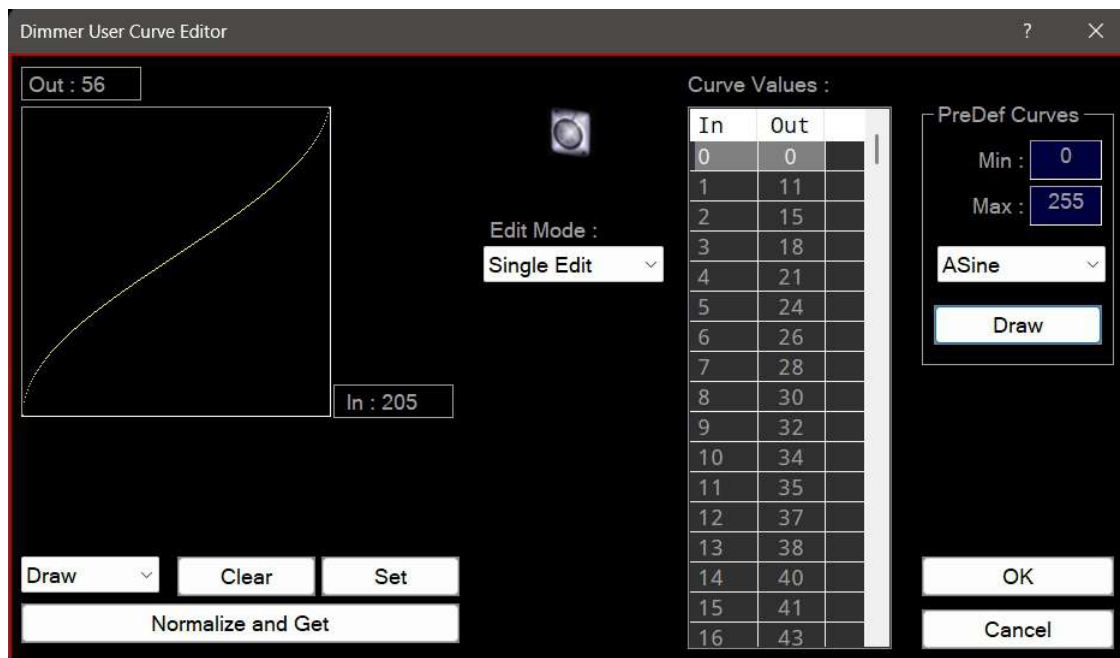 Dimmer User Curve Editor ? ×
Out : 56
In : 205
Draw
Clear
Set
Normalize and Get
Edit Mode :
Single Edit
Curve Values :
In Out
0 0
1 11
2 15
3 18
4 21
5 24
6 26
7 28
8 30
9 32
10 34
11 35
12 37
13 38
14 40
15 41
16 43
PreDef Curves
Min : 0
Max : 255
ASine
Draw
OK
Cancel